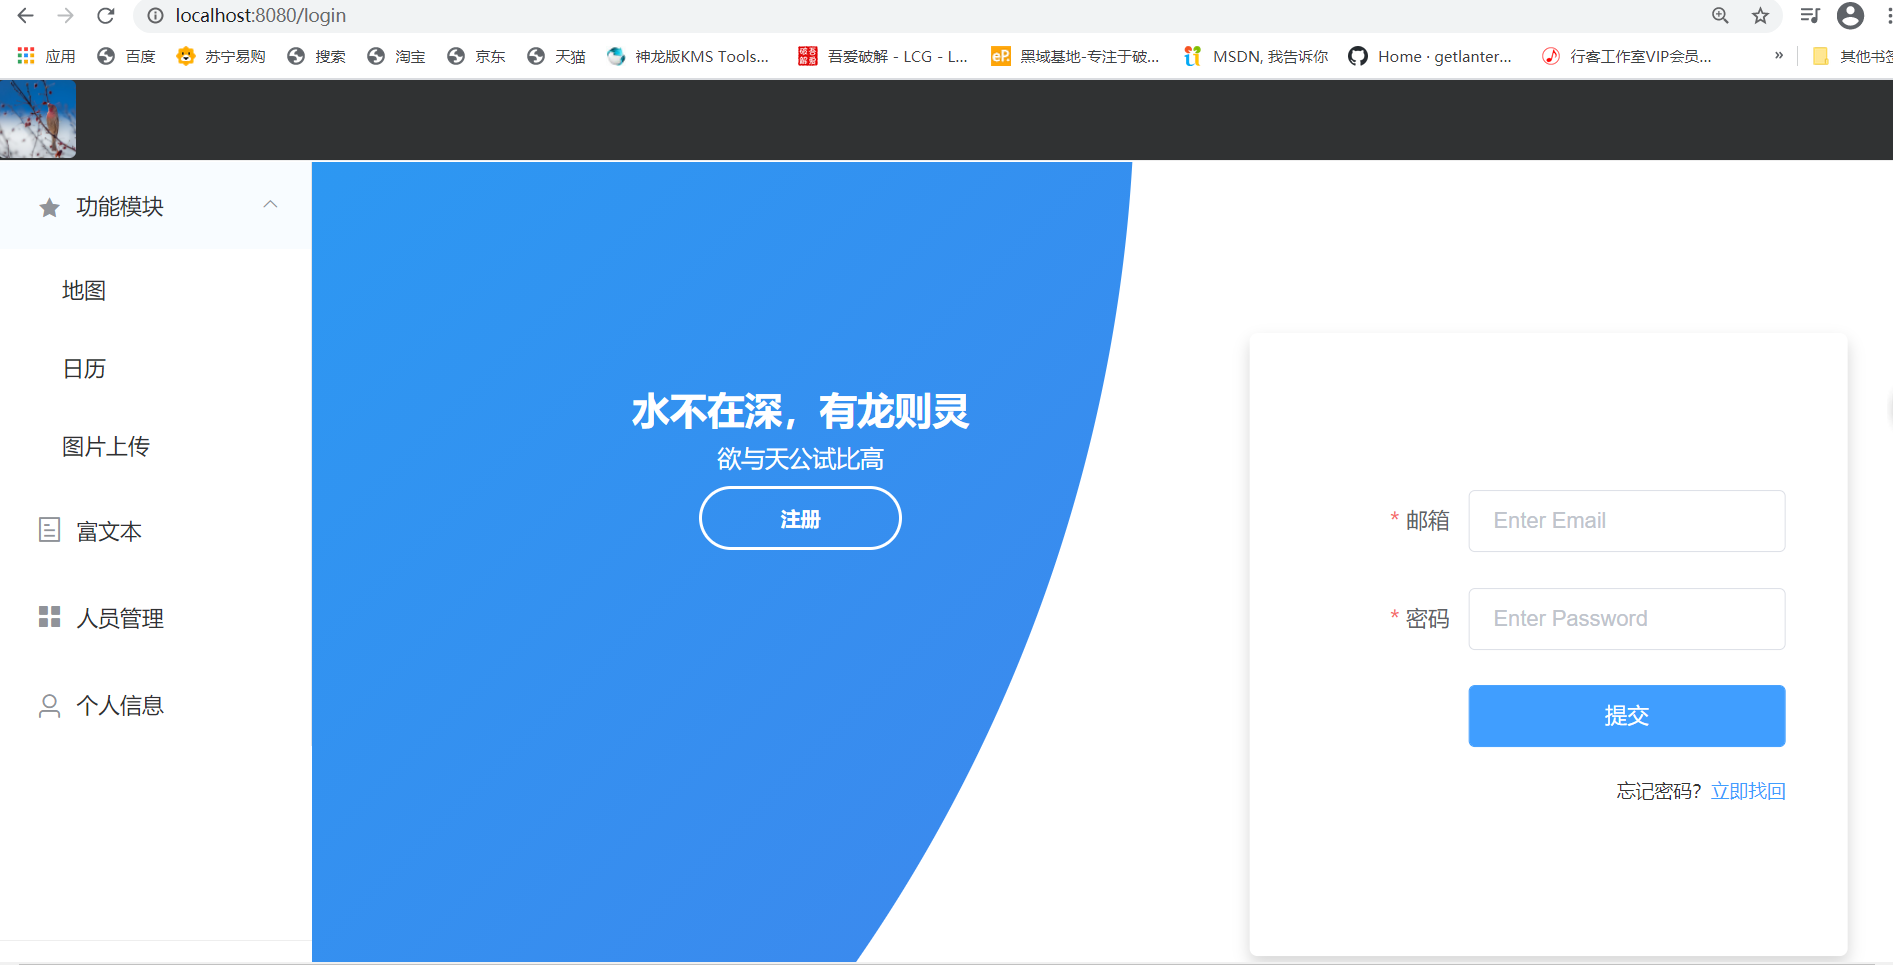 localhost:8080/login
应用 百度 苏宁易购 搜索 淘宝 京东 天猫 神龙版KMS Tools... 吾爱破解 - LCG - L... 黑域基地-专注于破... MSDN, 我告诉你 Home · getlanter... 行客工作室VIP会员... » 其他书签
功能模块
地图
日历
图片上传
富文本
人员管理
个人信息
水不在深，有龙则灵
欲与天公试比高
注册
* 邮箱 Enter Email
* 密码 Enter Password
提交
忘记密码？立即找回